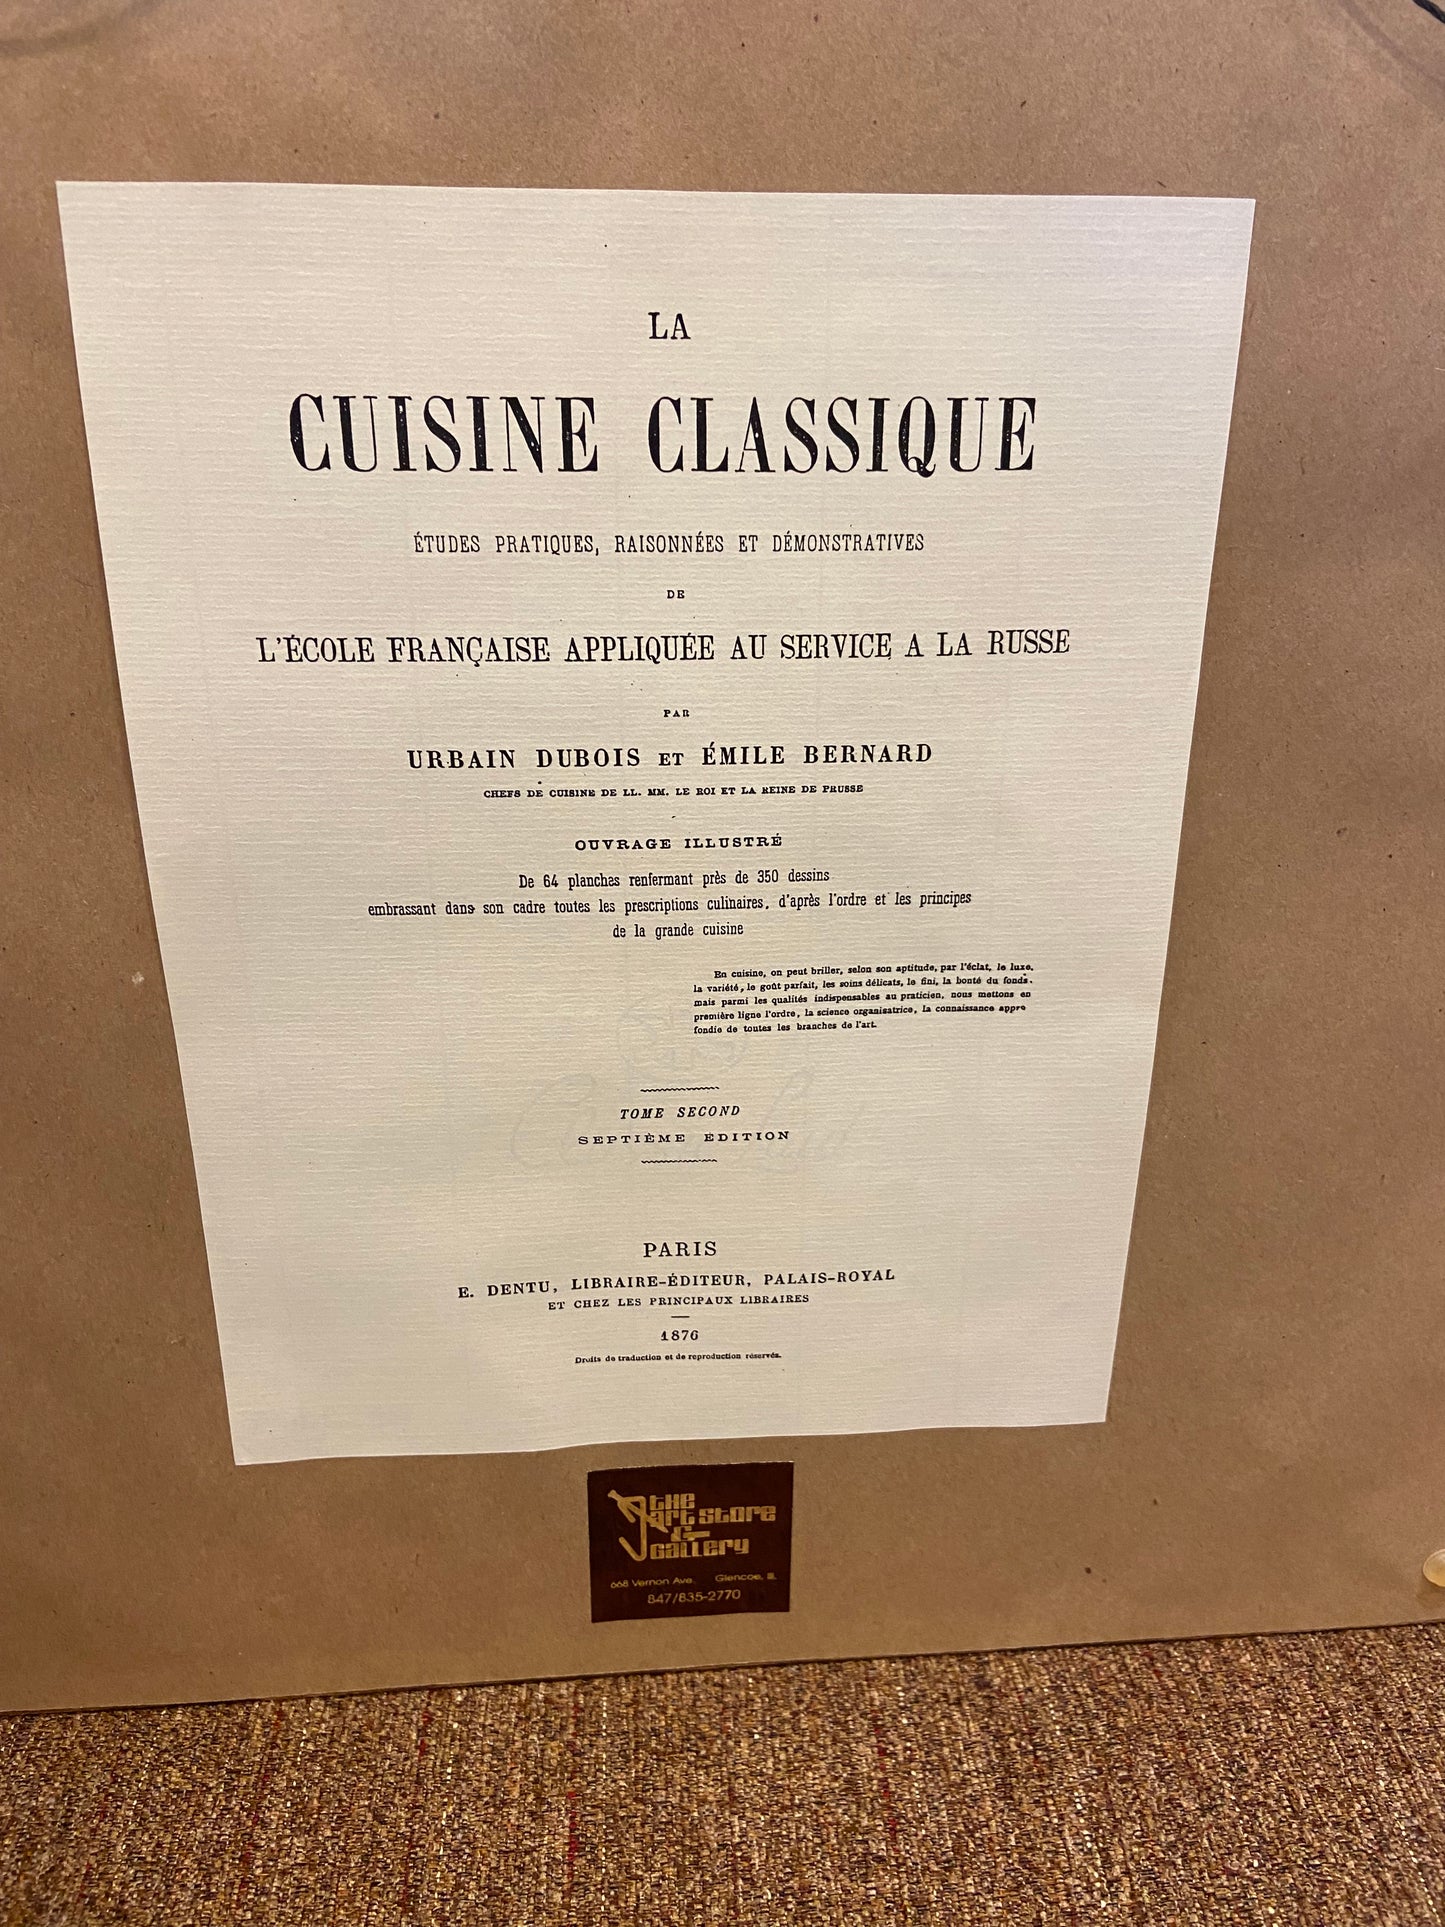 LA
CUISINE CLASSIQUE
ÉTUDES PRATIQUES, RAISONNÉES ET DÉMONSTRATIVES
DE
L'ÉCOLE FRANÇAISE APPLIQUÉE AU SERVICE A LA RUSSE
PAR
URBAIN DUBOIS ET ÉMILE BERNARD
CHEFS DE CUISINE DE LL. MM. LE ROI ET LA REINE DE PRUSSE
OUVRAGE ILLUSTRÉ
De 64 planches renfermant près de 350 dessins
embrassant dans son cadre toutes les prescriptions culinaires, d'après l'ordre et les principes
de la grande cuisine
En cuisine, on peut briller, selon son aptitude, par l'éclat, le luxe,
la variété, le goût parfait, les soins délicats, le fini, la bonté du fonds,
mais parmi les qualités indispensables au praticien, nous mettons en
première ligne l'ordre, la science organisatrice, la connaissance appro
fondie de toutes les branches de l'art.
TOME SECOND
SEPTIÈME ÉDITION
PARIS
E. DENTU, LIBRAIRE-ÉDITEUR, PALAIS-ROYAL
ET CHEZ LES PRINCIPAUX LIBRAIRES
1876
Droits de traduction et de reproduction réservés.
the
art store
&
gallery
668 Vernon Ave. Glencoe, Ill.
847/835-2770